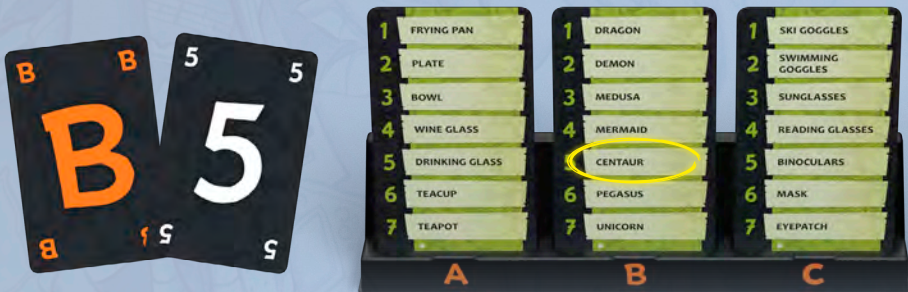 B B
B
B B
5 5
5
5 5
1 FRYING PAN
2 PLATE
3 BOWL
4 WINE GLASS
5 DRINKING GLASS
6 TEACUP
7 TEAPOT
A
1 DRAGON
2 DEMON
3 MEDUSA
4 MERMAID
5 CENTAUR
6 PEGASUS
7 UNICORN
B
1 SKI GOGGLES
2 SWIMMING
GOGGLES
3 SUNGLASSES
4 READING GLASSES
5 BINOCULARS
6 MASK
7 EYEPATCH
C